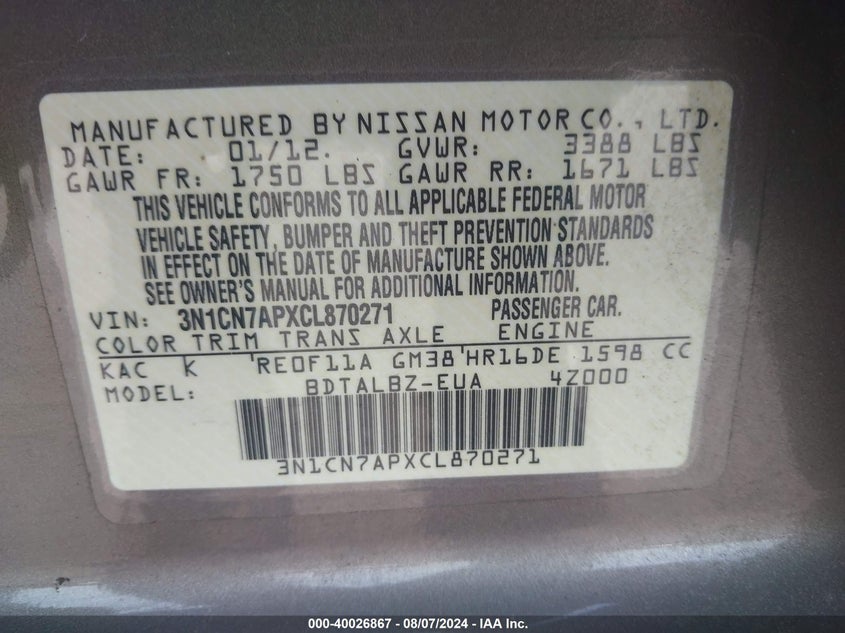 MANUFACTURED BY NISSAN MOTOR CO., LTD.
DATE: 01/12. GVWR: 3388 LBS
GAWR FR: 1750 LBS GAWR RR: 1671 LBS
THIS VEHICLE CONFORMS TO ALL APPLICABLE FEDERAL MOTOR
VEHICLE SAFETY, BUMPER AND THEFT PREVENTION STANDARDS
IN EFFECT ON THE DATE OF MANUFACTURE SHOWN ABOVE.
SEE OWNER'S MANUAL FOR ADDITIONAL INFORMATION.
VIN: 3N1CN7APXCL870271 PASSENGER CAR.
COLOR TRIM TRANS AXLE ENGINE
KAC K 'RE0F11A GM38'HR16DE 1598 CC
MODEL: BDTALBZ-EUA 4Z000
3N1CN7APXCL870271
000-40026867 - 08/07/2024 - IAA Inc.